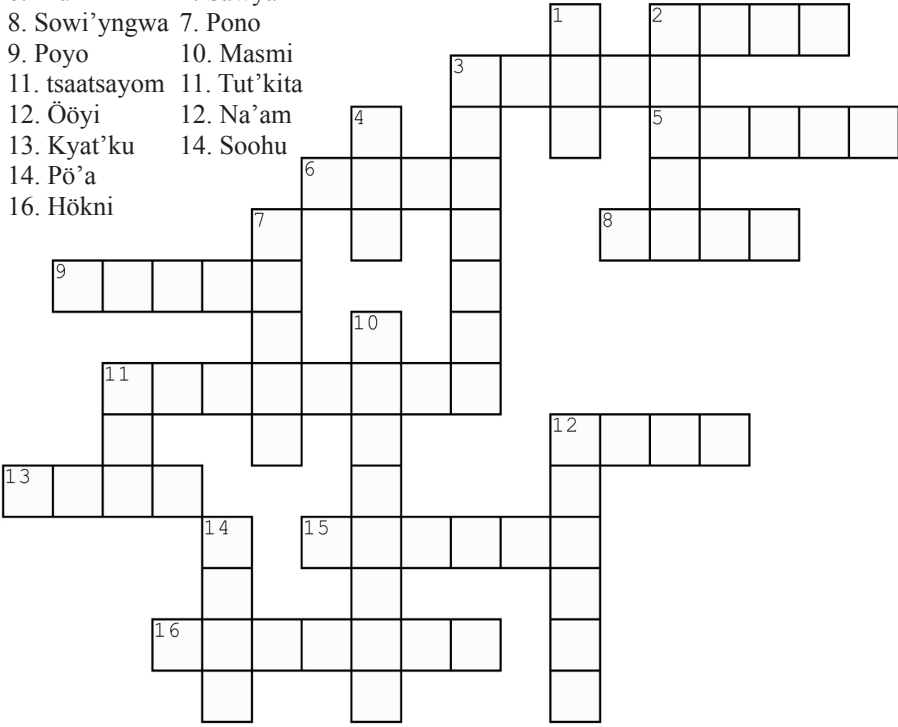 8. Sowi’yngwa 7. Pono
9. Poyo 10. Masmi
11. tsaatsayom 11. Tut’kita
12. Ööyi 12. Na’am
13. Kyat’ku 14. Soohu
14. Pö’a
16. Hökni
1 2
3
4 5
6
7 8
9
10
11
12
13
14 15
16